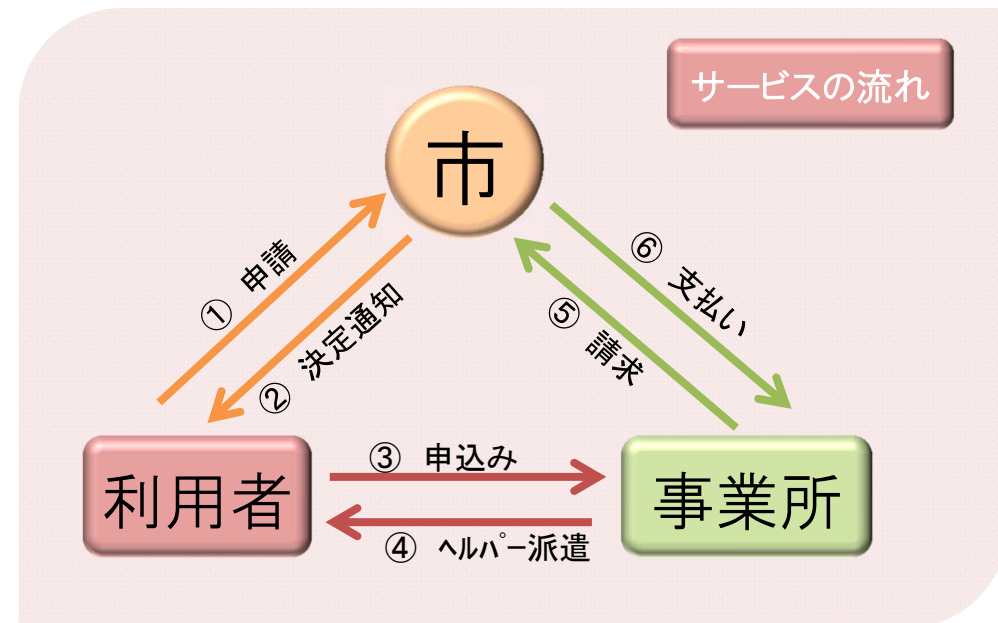 サービスの流れ
市
① 申請
② 決定通知
⑥ 支払い
⑤ 請求
利用者
③ 申込み
④ ヘルパー派遣
事業所